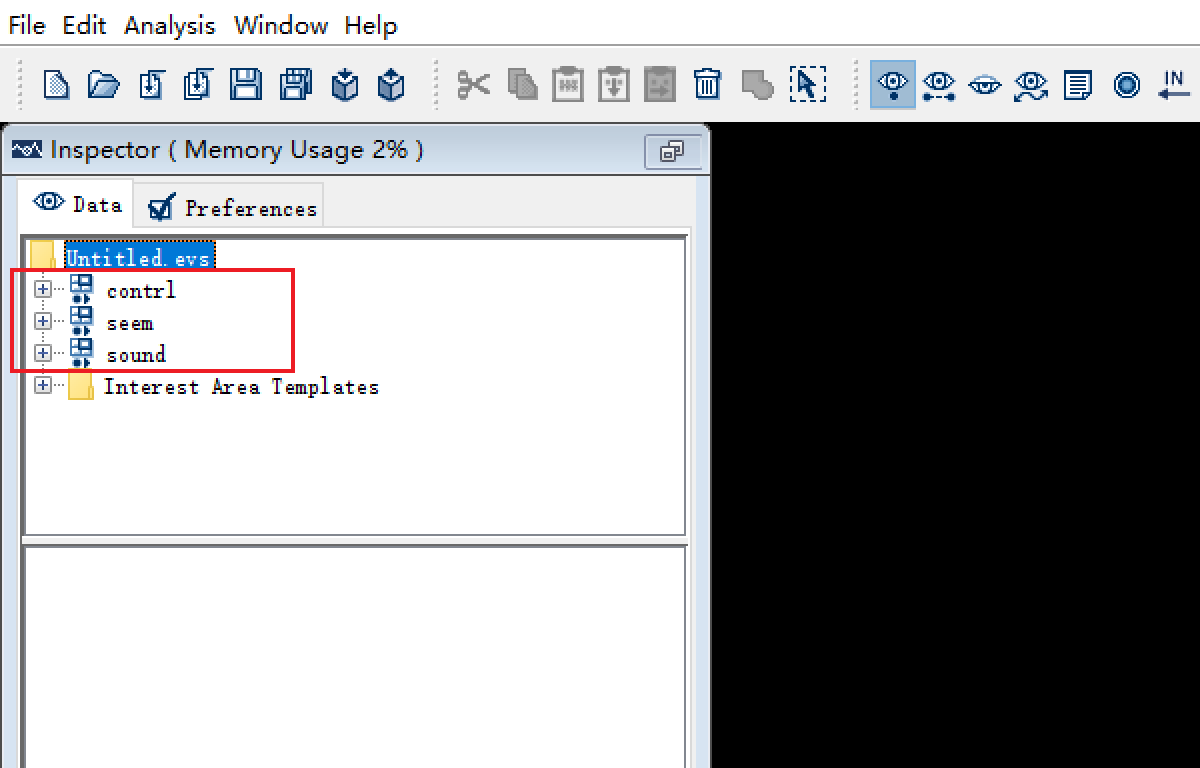 File Edit Analysis Window Help
IN
Inspector ( Memory Usage 2% )
Data Preferences
Untitled.evs
contrl
seem
sound
Interest Area Templates